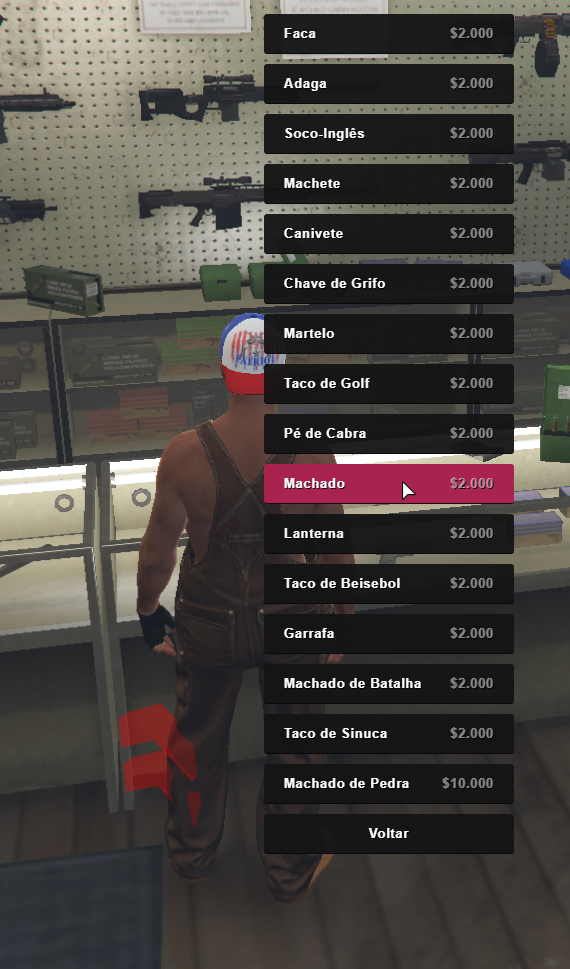 Faca $2.000
Adaga $2.000
Soco-Inglês $2.000
Machete $2.000
Canivete $2.000
Chave de Grifo $2.000
Martelo $2.000
Taco de Golf $2.000
Pé de Cabra $2.000
Machado $2.000
Lanterna $2.000
Taco de Beisebol $2.000
Garrafa $2.000
Machado de Batalha $2.000
Taco de Sinuca $2.000
Machado de Pedra $10.000
Voltar
PATRIOT